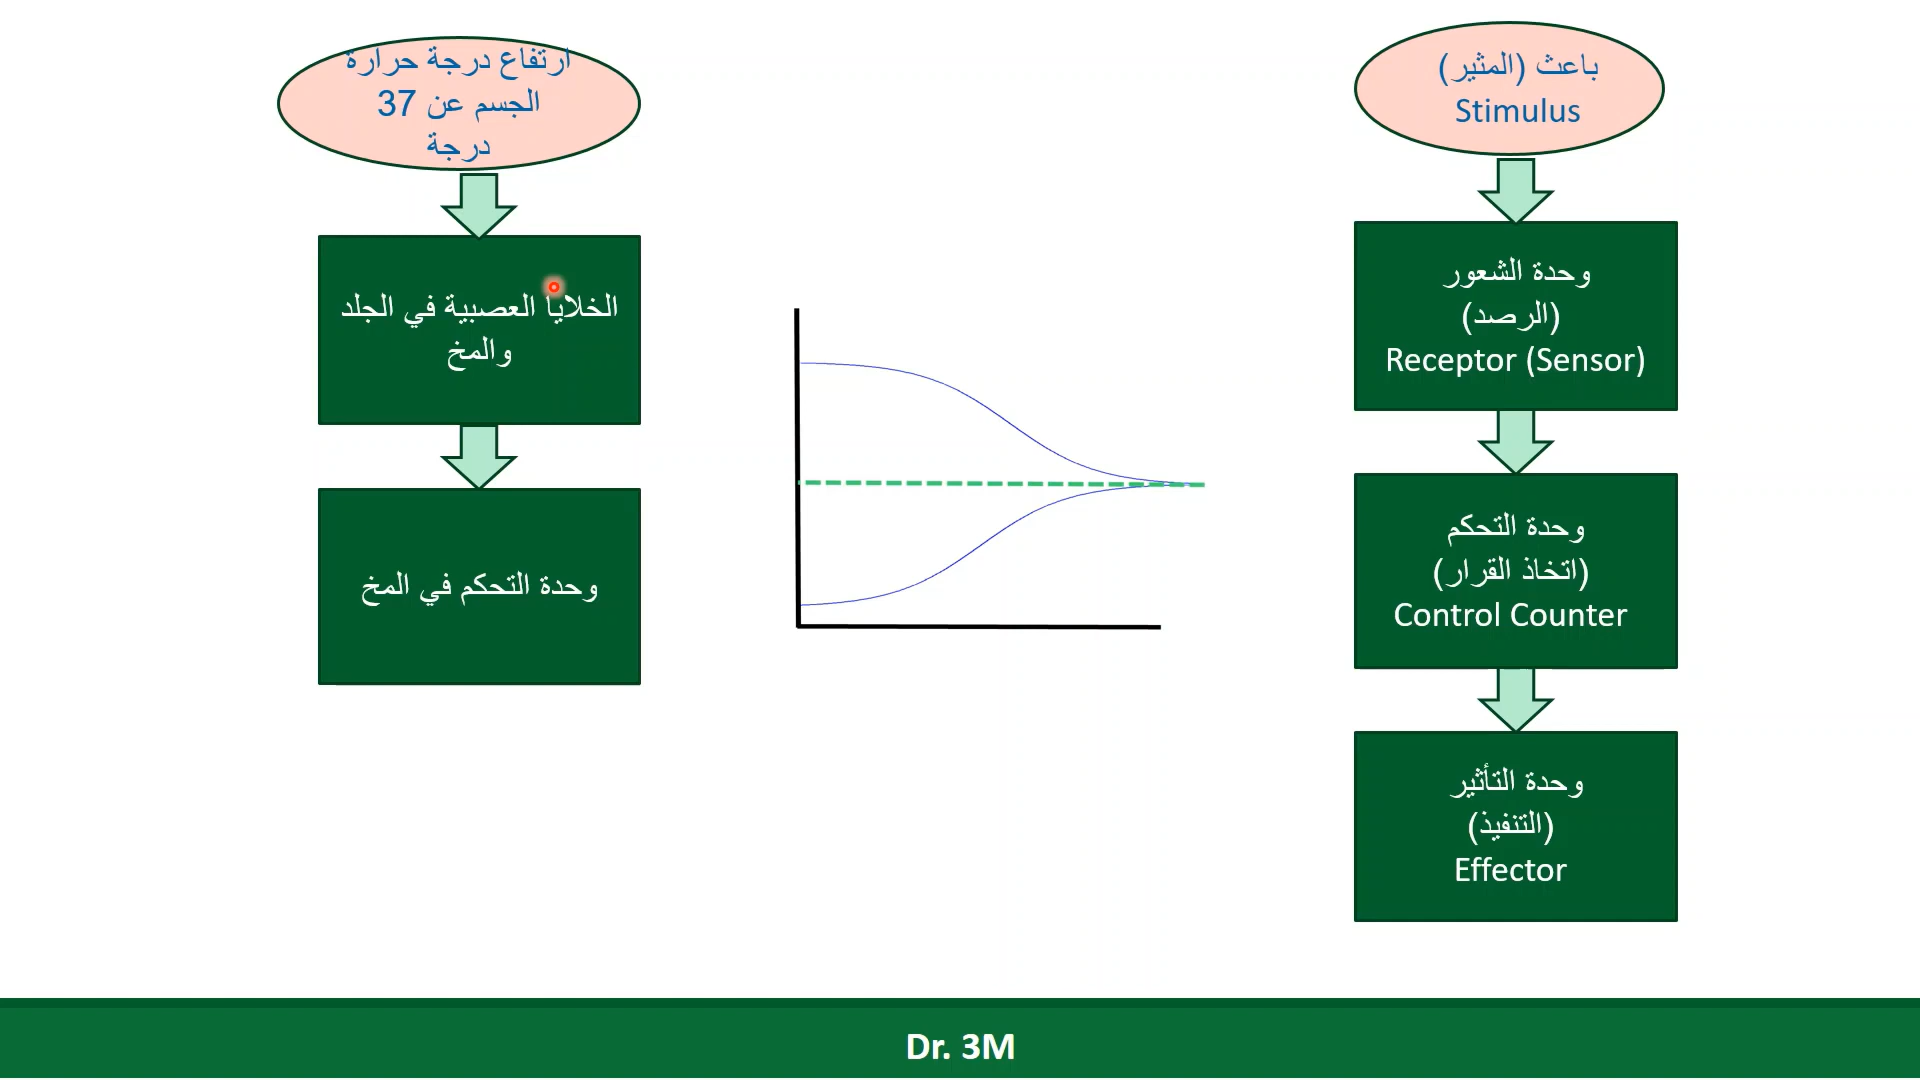 باعث (المثير)
Stimulus
وحدة الشعور
(الرصد)
Receptor (Sensor)
وحدة التحكم
(اتخاذ القرار)
Control Counter
وحدة التأثير
(التنفيذ)
Effector
ارتفاع درجة حرارة
الجسم عن 37
درجة
الخلايا العصبية في الجلد
والمخ
وحدة التحكم في المخ
Dr. 3M